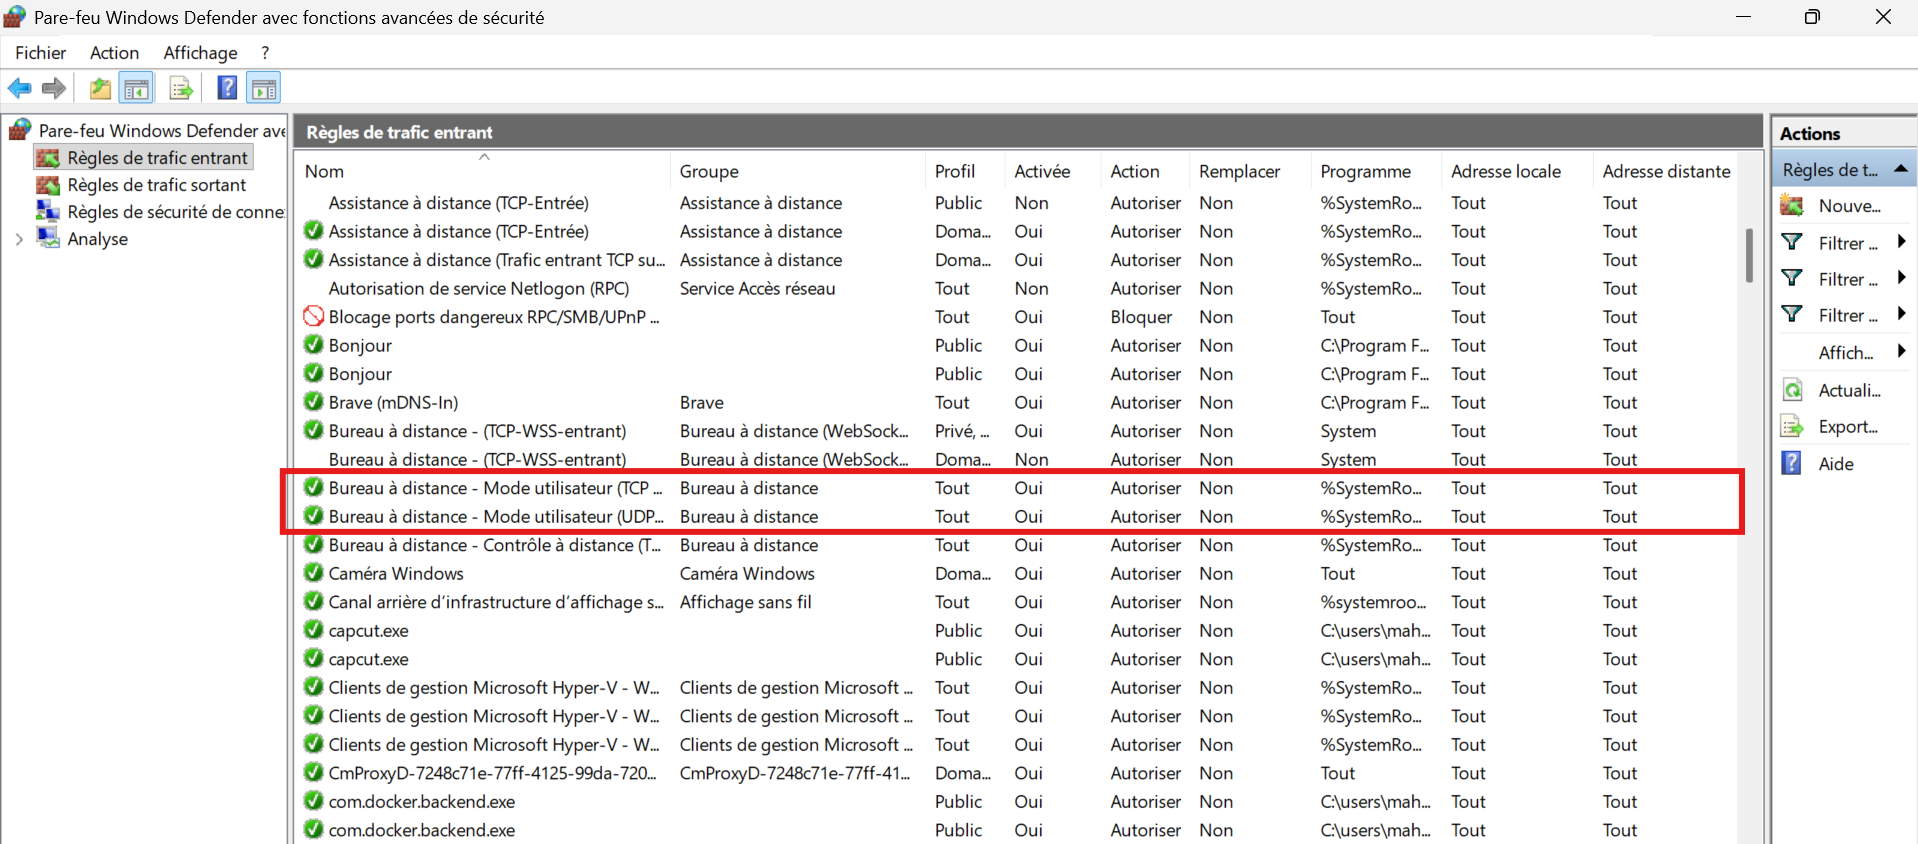 Pare-feu Windows Defender avec fonctions avancées de sécurité
Fichier Action Affichage ?
Pare-feu Windows Defender ave
Règles de trafic entrant
Règles de trafic sortant
Règles de sécurité de conne
Analyse
Règles de trafic entrant
Nom Groupe Profil Activée Action Remplacer Programme Adresse locale Adresse distante
Assistance à distance (TCP-Entrée) Assistance à distance Public Non Autoriser Non %SystemRo... Tout Tout
Assistance à distance (TCP-Entrée) Assistance à distance Doma... Oui Autoriser Non %SystemRo... Tout Tout
Assistance à distance (Trafic entrant TCP su... Assistance à distance Doma... Oui Autoriser Non %SystemRo... Tout Tout
Autorisation de service Netlogon (RPC) Service Accès réseau Tout Non Autoriser Non %SystemRo... Tout Tout
Blocage ports dangereux RPC/SMB/UPnP ... Tout Oui Bloquer Non Tout Tout Tout
Bonjour Public Oui Autoriser Non C:\Program F... Tout Tout
Bonjour Public Oui Autoriser Non C:\Program F... Tout Tout
Brave (mDNS-In) Brave Tout Oui Autoriser Non C:\Program F... Tout Tout
Bureau à distance - (TCP-WSS-entrant) Bureau à distance (WebSock... Privé, ... Oui Autoriser Non System Tout Tout
Bureau à distance - (TCP-WSS-entrant) Bureau à distance (WebSock... Doma... Non Autoriser Non System Tout Tout
Bureau à distance - Mode utilisateur (TCP ... Bureau à distance Tout Oui Autoriser Non %SystemRo... Tout Tout
Bureau à distance - Mode utilisateur (UDP... Bureau à distance Tout Oui Autoriser Non %SystemRo... Tout Tout
Bureau à distance - Contrôle à distance (T... Bureau à distance Tout Oui Autoriser Non %SystemRo... Tout Tout
Caméra Windows Caméra Windows Doma... Oui Autoriser Non Tout Tout Tout
Canal arrière d'infrastructure d'affichage s... Affichage sans fil Tout Oui Autoriser Non %systemroo... Tout Tout
capcut.exe Public Oui Autoriser Non C:\users\mah... Tout Tout
capcut.exe Public Oui Autoriser Non C:\users\mah... Tout Tout
Clients de gestion Microsoft Hyper-V - W... Clients de gestion Microsoft ... Tout Oui Autoriser Non %SystemRo... Tout Tout
Clients de gestion Microsoft Hyper-V - W... Clients de gestion Microsoft ... Tout Oui Autoriser Non %SystemRo... Tout Tout
Clients de gestion Microsoft Hyper-V - W... Clients de gestion Microsoft ... Tout Oui Autoriser Non %SystemRo... Tout Tout
CmProxyD-7248c71e-77ff-4125-99da-720... CmProxyD-7248c71e-77ff-41... Doma... Oui Autoriser Non Tout Tout Tout
com.docker.backend.exe Public Oui Autoriser Non C:\users\mah... Tout Tout
com.docker.backend.exe Public Oui Autoriser Non C:\users\mah... Tout Tout
Actions
Règles de t...
Nouve...
Filtrer ...
Filtrer ...
Filtrer ...
Affich...
Actuali...
Export...
Aide